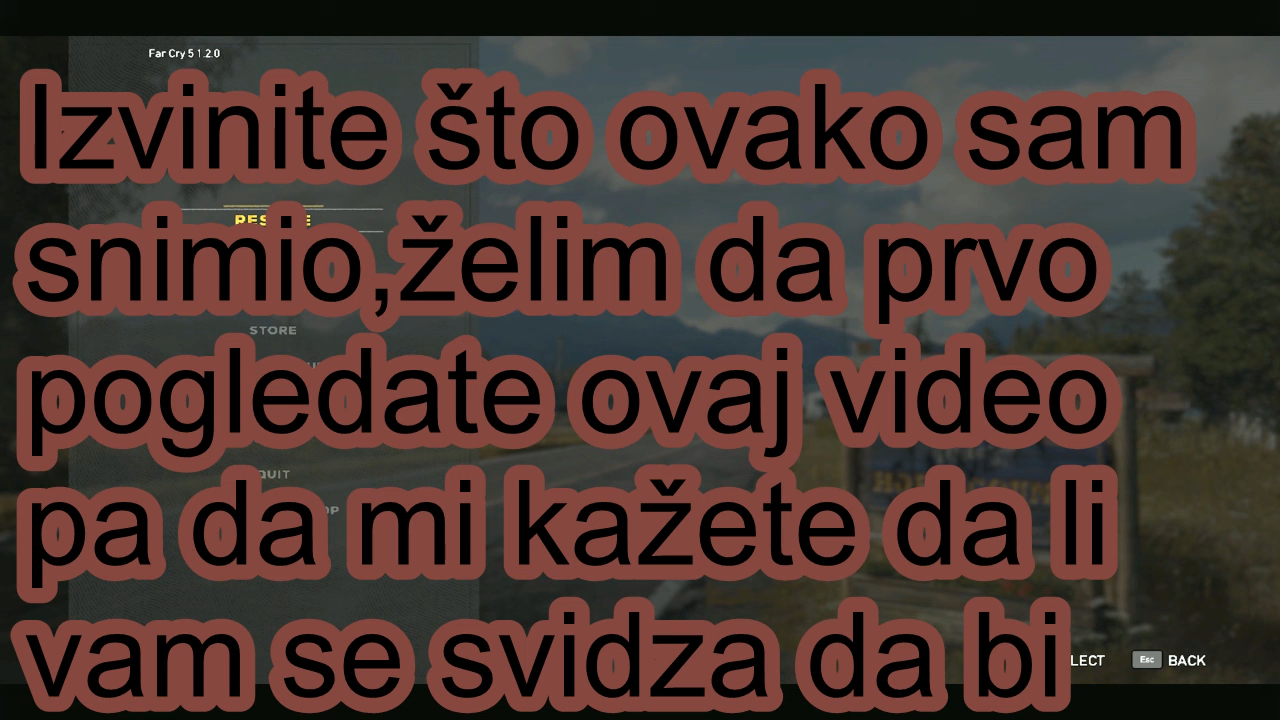 Far Cry 5 1.2.0
Izvinite što ovako sam
snimio,želim da prvo
STORE
pogledate ovaj video
QUIT
pa da mi kažete da li
vam se svidza da bi
Esc BACK